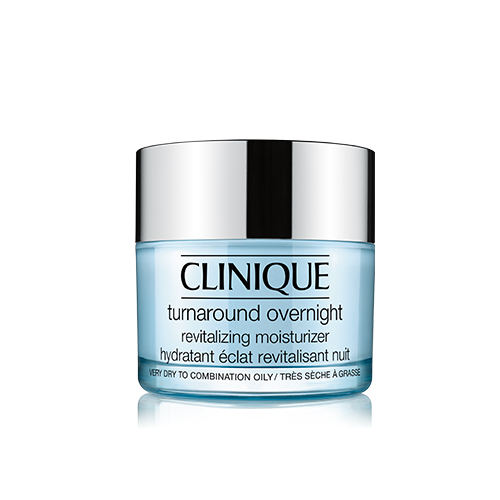 CLINIQUE
turnaround overnight
revitalizing moisturizer
hydratant éclat revitalisant nuit
VERY DRY TO COMBINATION OILY / TRÈS SÈCHE À GRASSE